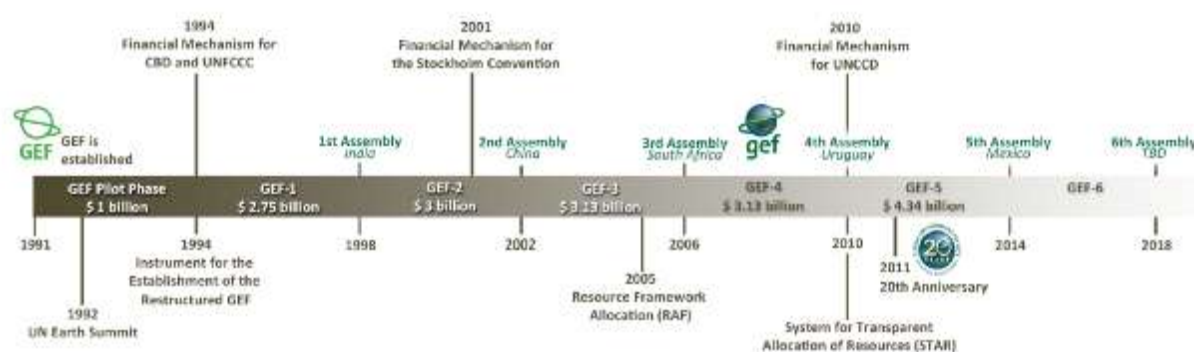 1994
Financial Mechanism for
CBD and UNFCCC
2001
Financial Mechanism for
the Stockholm Convention
2010
Financial Mechanism
for UNCCD
GEF
GEF is
established
1st Assembly
India
2nd Assembly
China
3rd Assembly
South Africa
gef
4th Assembly
Uruguay
5th Assembly
Mexico
6th Assembly
TBD
GEF Pilot Phase
$ 1 billion
GEF-1
$ 2.75 billion
GEF-2
$ 3 billion
GEF-3
$ 3.13 billion
GEF-4
$ 3.13 billion
GEF-5
$ 4.34 billion
GEF-6
1991
1994
Instrument for the
Establishment of the
Restructured GEF
1998
2002
2006
2010
2014
2018
1992
UN Earth Summit
2005
Resource Framework
Allocation (RAF)
System for Transparent
Allocation of Resources (STAR)
2011
20th Anniversary
20